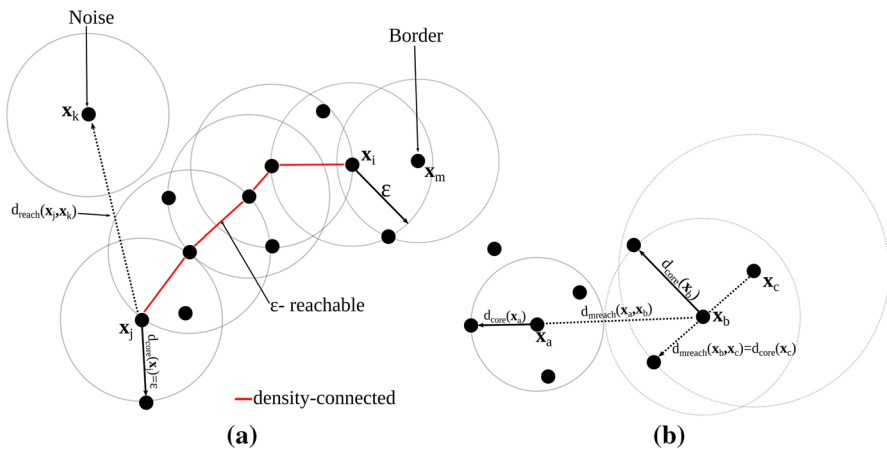 Noise
Border
x_k
x_i
x_m
ε
d_reach(x_j,x_k)
ε- reachable
x_j
d_core(x_j)=ε
density-connected
(a)
d_core(x_b)
x_c
d_core(x_a)
d_mreach(x_a,x_b)
x_b
x_a
d_mreach(x_b,x_c)=d_core(x_c)
(b)